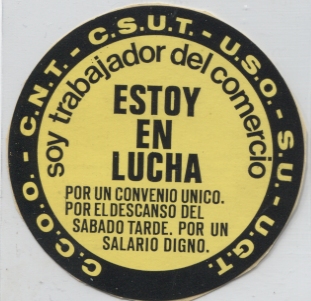 C.C.O.O. - C.N.T. - C.S.U.T. - U.S.O. - S.U. - U.G.T.
soy trabajador del comercio
ESTOY
EN
LUCHA
POR UN CONVENIO UNICO.
POR EL DESCANSO DEL
SABADO TARDE. POR UN
SALARIO DIGNO.